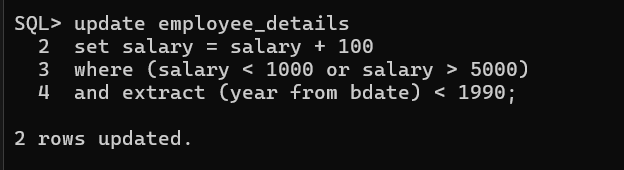 SQL> update employee_details
2 set salary = salary + 100
3 where (salary < 1000 or salary > 5000)
4 and extract (year from bdate) < 1990;
2 rows updated.